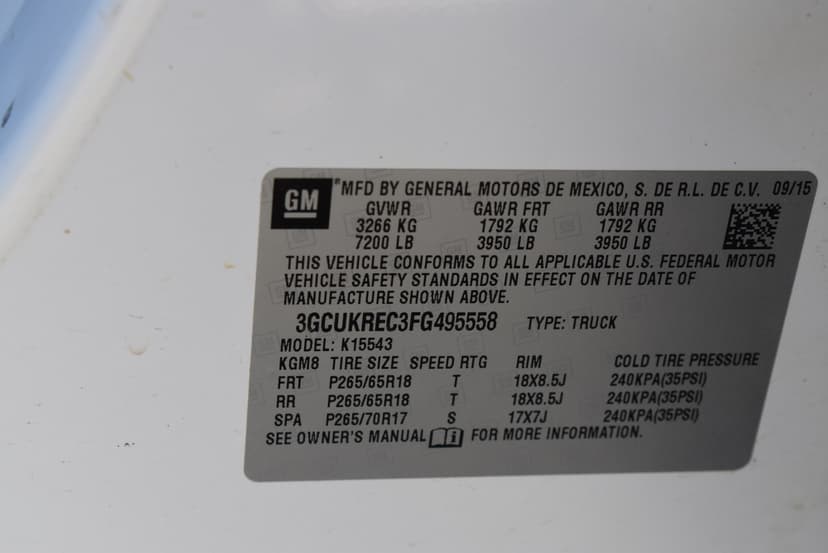 GM ®MFD BY GENERAL MOTORS DE MEXICO, S. DE R.L. DE C.V. 09/15
GVWR GAWR FRT GAWR RR
3266 KG 1792 KG 1792 KG
7200 LB 3950 LB 3950 LB
THIS VEHICLE CONFORMS TO ALL APPLICABLE U.S. FEDERAL MOTOR
VEHICLE SAFETY STANDARDS IN EFFECT ON THE DATE OF
MANUFACTURE SHOWN ABOVE.
3GCUKREC3FG495558 TYPE: TRUCK
MODEL: K15543
KGM8 TIRE SIZE SPEED RTG RIM COLD TIRE PRESSURE
FRT P265/65R18 T 18X8.5J 240KPA(35PSI)
RR P265/65R18 T 18X8.5J 240KPA(35PSI)
SPA P265/70R17 S 17X7J 240KPA(35PSI)
SEE OWNER'S MANUAL FOR MORE INFORMATION.